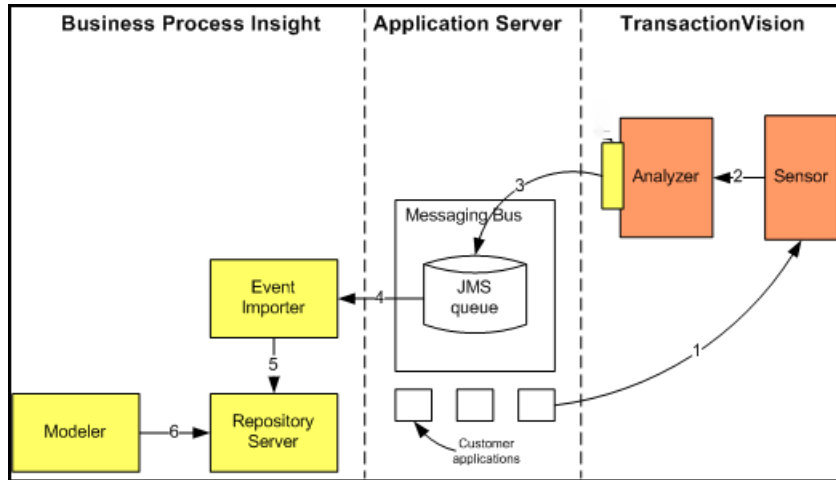 Business Process Insight
Application Server
TransactionVision
Analyzer
2
Sensor
3
Messaging Bus
JMS
queue
Event
Importer
4
1
5
Modeler
6
Repository
Server
Customer
applications